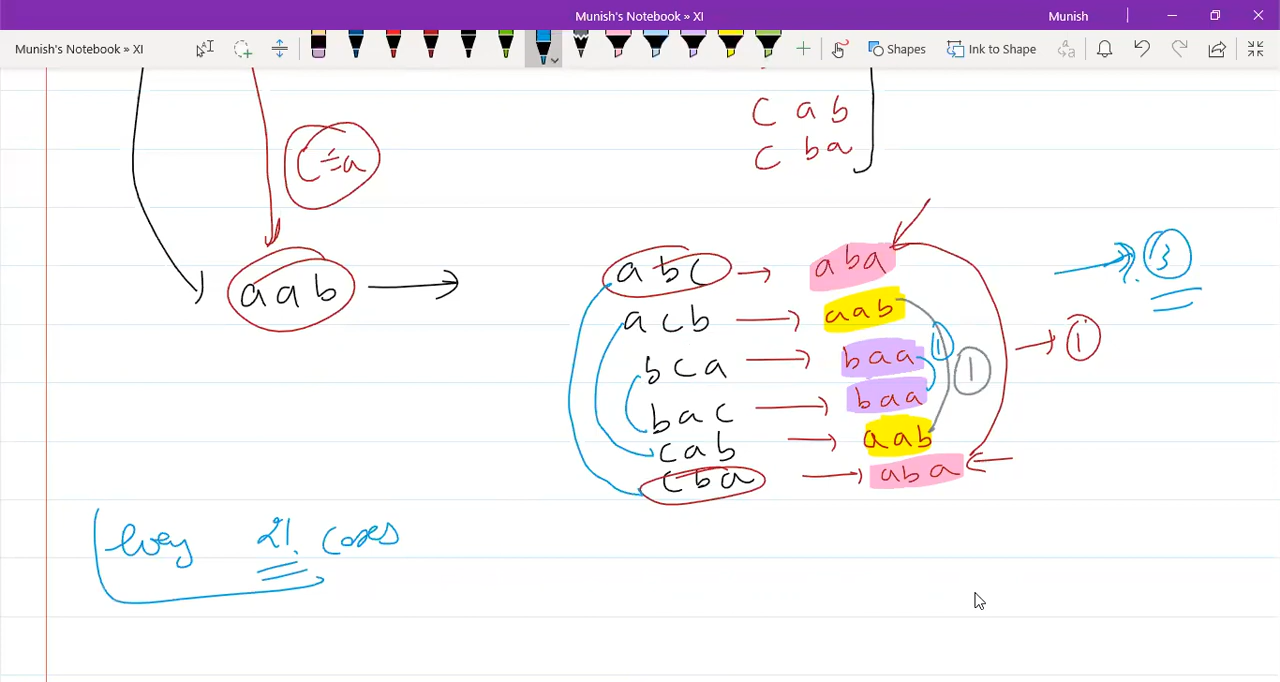 Munish's Notebook » XI
Munish
Munish's Notebook » XI
Shapes
Ink to Shape
c a b
c b a
c = a
a a b
a b c → a b a
a c b → a a b
b c a → b a a
b a c → b a a
c a b → a a b
c b a → a b a
1
1
→ 1
→ 3
Every 2! cases